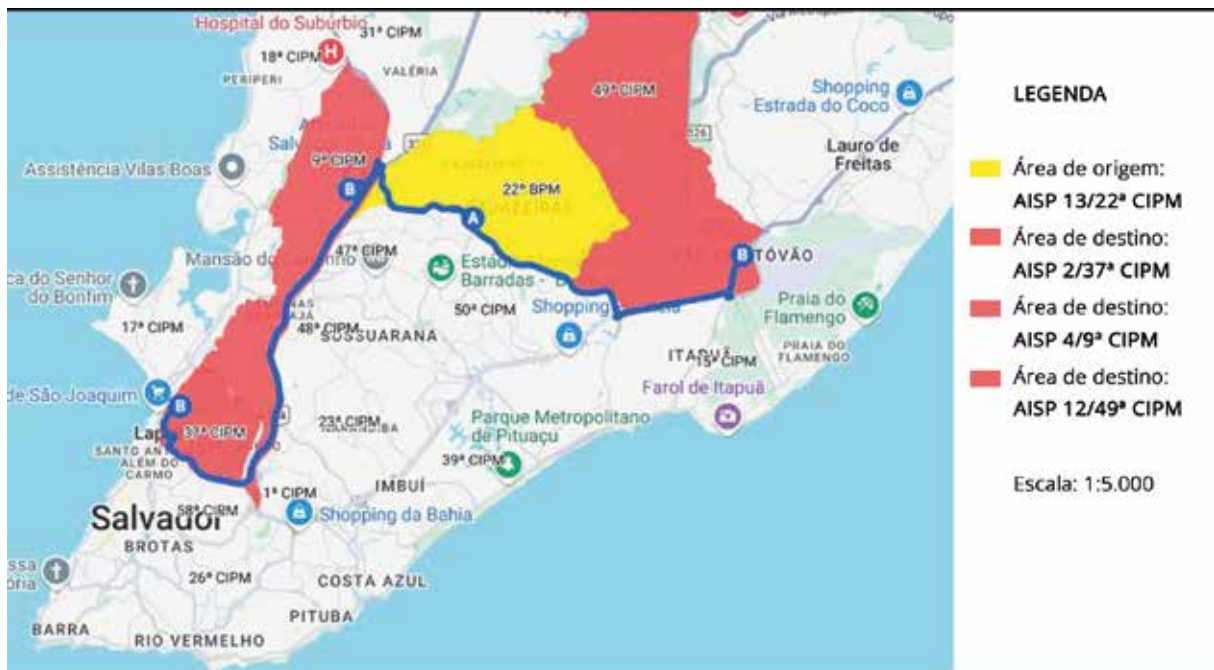 Hospital do Subúrbio
31ª CIPM
18ª CIPM
H
VALÉRIA
PERIPERI
49ª CIPM
Shopping
Estrada do Coco
Lauro de
Freitas
Assistência Vilas Boas
9ª CIPM
B
22º BPM
A
B
Mansão do
47ª CIPM
Estád
Barradas -
50ª CIPM
Shopping
Praia do
Flamengo
PRAIA DO
FLAMENGO
ca do Senhor
do Bonfim
17ª CIPM
48ª CIPM
SUSSUARANA
ITAPUÃ
15ª CIPM
Farol de Itapuã
de São Joaquim
B
37ª CIPM
23ª CIPM
Parque Metropolitano
de Pituaçu
39ª CIPM
SANTO AN
ALÉM DO
CARMO
IMBUÍ
1ª CIPM
Shopping da Bahia
58ª CIPM
Salvador
BROTAS
26ª CIPM
COSTA AZUL
PITUBA
BARRA
RIO VERMELHO
LEGENDA
Área de origem:
AISP 13/22ª CIPM
Área de destino:
AISP 2/37ª CIPM
Área de destino:
AISP 4/9ª CIPM
Área de destino:
AISP 12/49ª CIPM
Escala: 1:5.000